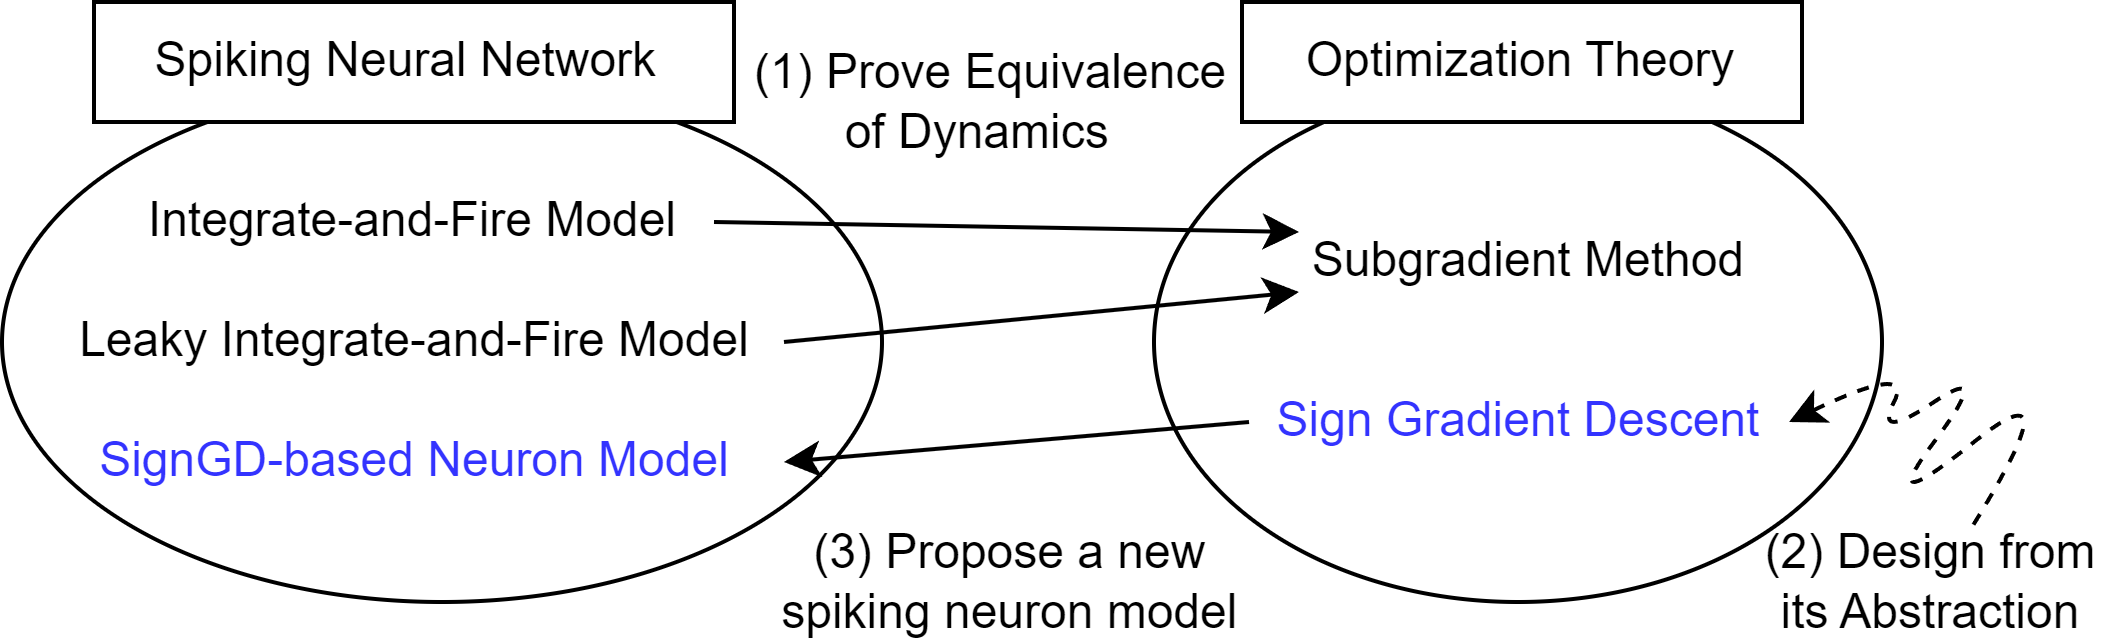 Spiking Neural Network
(1) Prove Equivalence
of Dynamics
Optimization Theory
Integrate-and-Fire Model
Leaky Integrate-and-Fire Model
SignGD-based Neuron Model
Subgradient Method
Sign Gradient Descent
(3) Propose a new
spiking neuron model
(2) Design from
its Abstraction